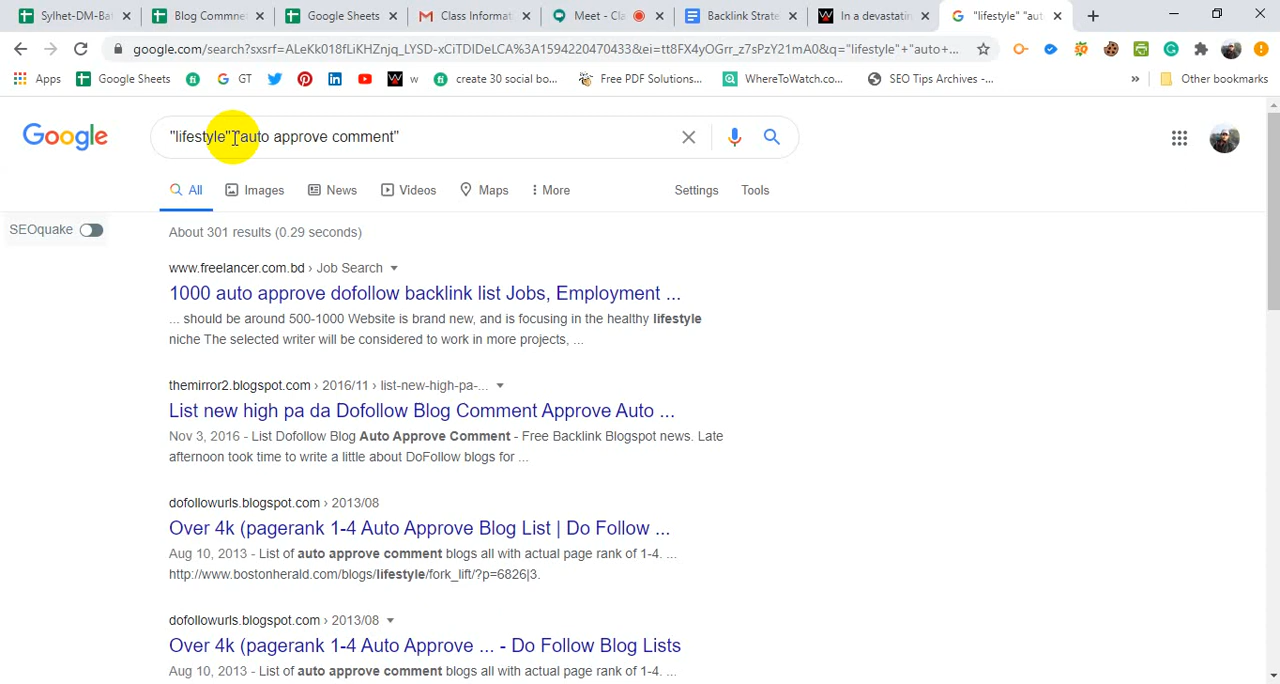 Sylhet-DM-Bat
Blog Commne
Google Sheets
Class Informat
Meet - Cla
Backlink Strate
In a devastatin
"lifestyle" "aut
google.com/search?sxsrf=ALeKk018fLiKHZnjq_LYSD-xCiTDIDeLCA%3A1594220470433&ei=tt8FX4yOGrr_z7sPzY21mA0&q="lifestyle"+"auto+...
Apps
Google Sheets
GT
w
create 30 social bo...
Free PDF Solutions...
WhereToWatch.co...
SEO Tips Archives -...
»
Other bookmarks
Google
"lifestyle" "auto approve comment"
All
Images
News
Videos
Maps
More
Settings
Tools
SEOquake
About 301 results (0.29 seconds)
www.freelancer.com.bd › Job Search
1000 auto approve dofollow backlink list Jobs, Employment ...
... should be around 500-1000 Website is brand new, and is focusing in the healthy lifestyle
niche The selected writer will be considered to work in more projects, ...
themirror2.blogspot.com › 2016/11 › list-new-high-pa-...
List new high pa da Dofollow Blog Comment Approve Auto ...
Nov 3, 2016 - List Dofollow Blog Auto Approve Comment - Free Backlink Blogspot news. Late
afternoon took time to write a little about DoFollow blogs for ...
dofollowurls.blogspot.com › 2013/08
Over 4k (pagerank 1-4 Auto Approve Blog List | Do Follow ...
Aug 10, 2013 - List of auto approve comment blogs all with actual page rank of 1-4. ...
http://www.bostonherald.com/blogs/lifestyle/fork_lift/?p=6826|3.
dofollowurls.blogspot.com › 2013/08
Over 4k (pagerank 1-4 Auto Approve ... - Do Follow Blog Lists
Aug 10, 2013 - List of auto approve comment blogs all with actual page rank of 1-4. ...